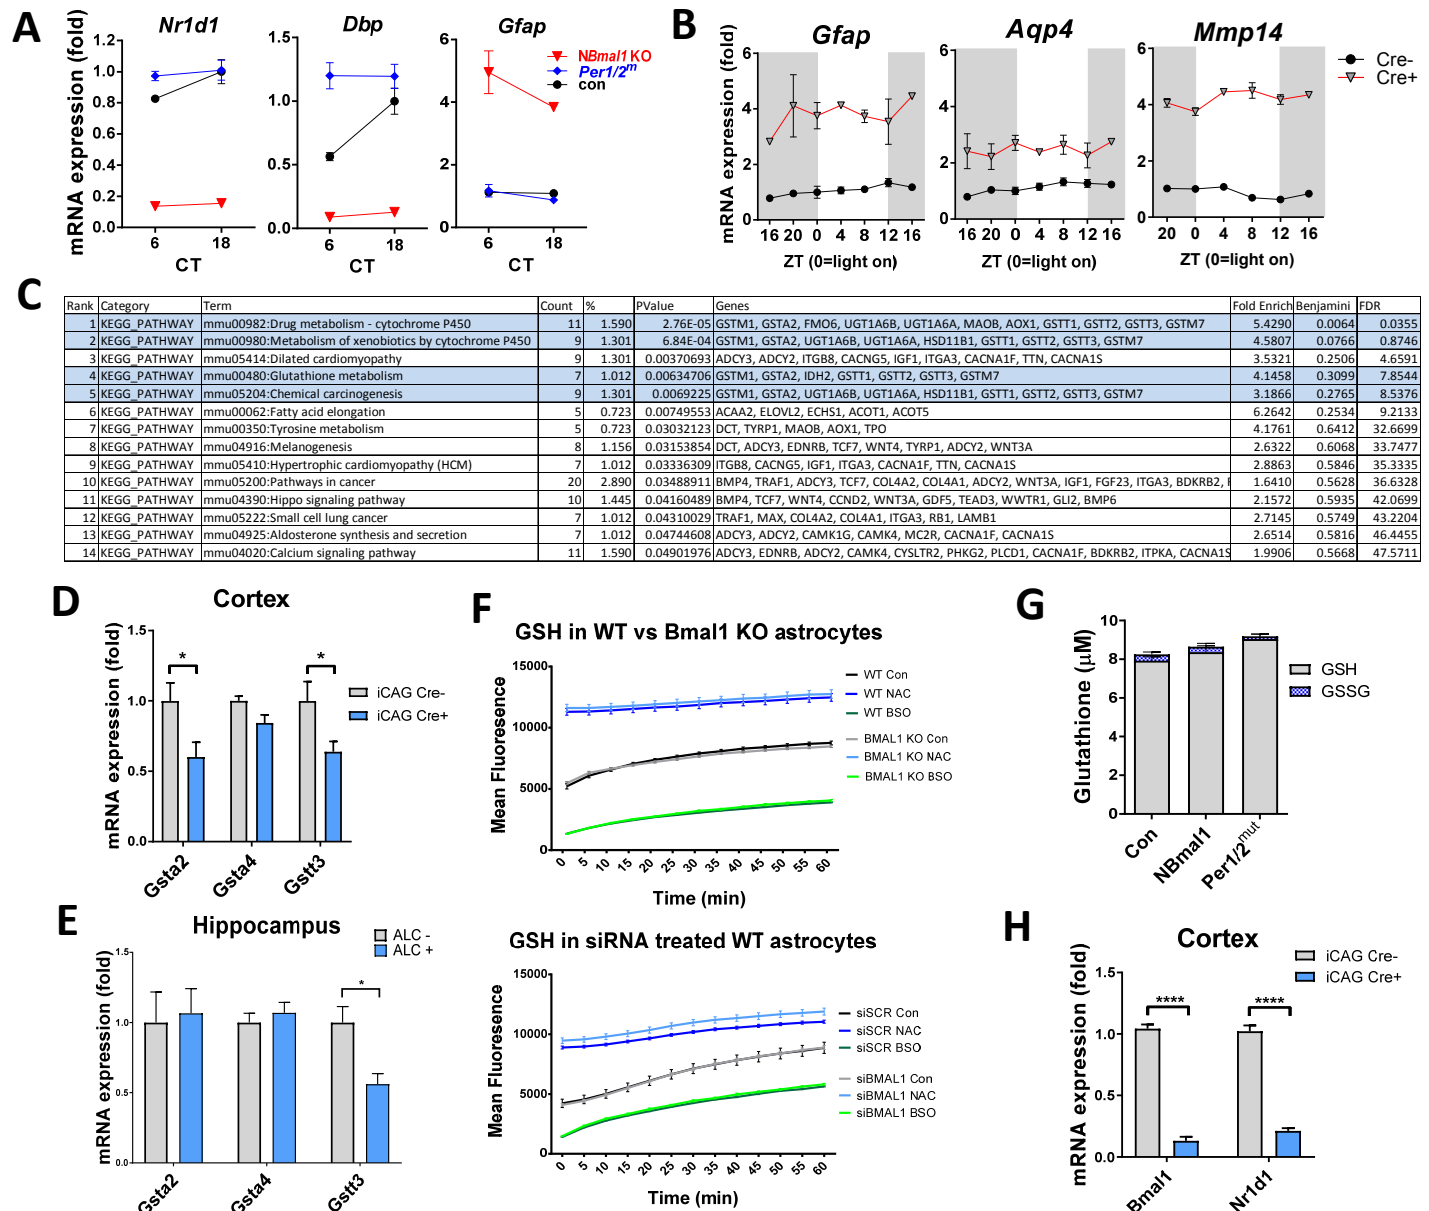 A
Nr1d1
Dbp
Gfap
mRNA expression (fold)
1.2
1.0
0.8
0.6
0.4
0.2
0.0
6 18
CT
1.5
1.0
0.5
0.0
6 18
CT
6
4
2
0
6 18
CT
NBmal1 KO
Per1/2m
con
B
Gfap
Aqp4
Mmp14
mRNA expression (fold)
6
4
2
0
16 20 0 4 8 12 16
ZT (0=light on)
6
4
2
0
16 20 0 4 8 12 16
ZT (0=light on)
6
4
2
0
20 0 4 8 12 16
ZT (0=light on)
Cre-
Cre+
C
Rank Category Term Count % PValue Genes Fold Enrich Benjamini FDR
1 KEGG_PATHWAY mmu00982:Drug metabolism - cytochrome P450 11 1.590 2.76E-05 GSTM1, GSTA2, FMO6, UGT1A6B, UGT1A6A, MAOB, AOX1, GSTT1, GSTT2, GSTT3, GSTM7 5.4290 0.0064 0.0355
2 KEGG_PATHWAY mmu00980:Metabolism of xenobiotics by cytochrome P450 9 1.301 6.84E-04 GSTM1, GSTA2, UGT1A6B, UGT1A6A, HSD11B1, GSTT1, GSTT2, GSTT3, GSTM7 4.5807 0.0766 0.8746
3 KEGG_PATHWAY mmu05414:Dilated cardiomyopathy 9 1.301 0.00370693 ADCY3, ADCY2, ITGB8, CACNG5, IGF1, ITGA3, CACNA1F, TTN, CACNA1S 3.5321 0.2506 4.6591
4 KEGG_PATHWAY mmu00480:Glutathione metabolism 7 1.012 0.00634706 GSTM1, GSTA2, IDH2, GSTT1, GSTT2, GSTT3, GSTM7 4.1458 0.3099 7.8544
5 KEGG_PATHWAY mmu05204:Chemical carcinogenesis 9 1.301 0.0069225 GSTM1, GSTA2, UGT1A6B, UGT1A6A, HSD11B1, GSTT1, GSTT2, GSTT3, GSTM7 3.1866 0.2765 8.5376
6 KEGG_PATHWAY mmu00062:Fatty acid elongation 5 0.723 0.00749553 ACAA2, ELOVL2, ECHS1, ACOT1, ACOT5 6.2642 0.2534 9.2133
7 KEGG_PATHWAY mmu00350:Tyrosine metabolism 5 0.723 0.03032123 DCT, TYRP1, MAOB, AOX1, TPO 4.1761 0.6412 32.6699
8 KEGG_PATHWAY mmu04916:Melanogenesis 8 1.156 0.03153854 DCT, ADCY3, EDNRB, TCF7, WNT4, TYRP1, ADCY2, WNT3A 2.6322 0.6068 33.7477
9 KEGG_PATHWAY mmu05410:Hypertrophic cardiomyopathy (HCM) 7 1.012 0.03336309 ITGB8, CACNG5, IGF1, ITGA3, CACNA1F, TTN, CACNA1S 2.8863 0.5846 35.3335
10 KEGG_PATHWAY mmu05200:Pathways in cancer 20 2.890 0.03488911 BMP4, TRAF1, ADCY3, TCF7, COL4A2, COL4A1, ADCY2, WNT3A, IGF1, FGF23, ITGA3, BDKRB2, F 1.6410 0.5628 36.6328
11 KEGG_PATHWAY mmu04390:Hippo signaling pathway 10 1.445 0.04160489 BMP4, TCF7, WNT4, CCND2, WNT3A, GDF5, TEAD3, WWTR1, GLI2, BMP6 2.1572 0.5935 42.0699
12 KEGG_PATHWAY mmu05222:Small cell lung cancer 7 1.012 0.04310029 TRAF1, MAX, COL4A2, COL4A1, ITGA3, RB1, LAMB1 2.7145 0.5749 43.2204
13 KEGG_PATHWAY mmu04925:Aldosterone synthesis and secretion 7 1.012 0.04744608 ADCY3, ADCY2, CAMK1G, CAMK4, MC2R, CACNA1F, CACNA1S 2.6514 0.5816 46.4455
14 KEGG_PATHWAY mmu04020:Calcium signaling pathway 11 1.590 0.04901976 ADCY3, EDNRB, ADCY2, CAMK4, CYSLTR2, PHKG2, PLCD1, CACNA1F, BDKRB2, ITPKA, CACNA1S 1.9906 0.5668 47.5711
D
Cortex
mRNA expression (fold)
1.5
1.0
0.5
0.0
* *
Gsta2 Gsta4 Gstt3
iCAG Cre-
iCAG Cre+
E
Hippocampus
mRNA expression (fold)
1.5
1.0
0.5
0.0
*
Gsta2 Gsta4 Gstt3
ALC -
ALC +
F
GSH in WT vs Bmal1 KO astrocytes
Mean Fluoresence
15000
10000
5000
0
0 5 10 15 20 25 30 35 40 45 50 55 60
Time (min)
WT Con
WT NAC
WT BSO
BMAL1 KO Con
BMAL1 KO NAC
BMAL1 KO BSO
GSH in siRNA treated WT astrocytes
Mean Fluoresence
15000
10000
5000
0
0 5 10 15 20 25 30 35 40 45 50 55 60
Time (min)
siSCR Con
siSCR NAC
siSCR BSO
siBMAL1 Con
siBMAL1 NAC
siBMAL1 BSO
G
Glutathione (μM)
10
8
6
4
2
0
Con NBmal1 Per1/2mut
GSH
GSSG
H
Cortex
mRNA expression (fold)
1.5
1.0
0.5
0.0
**** ****
Bmal1 Nr1d1
iCAG Cre-
iCAG Cre+